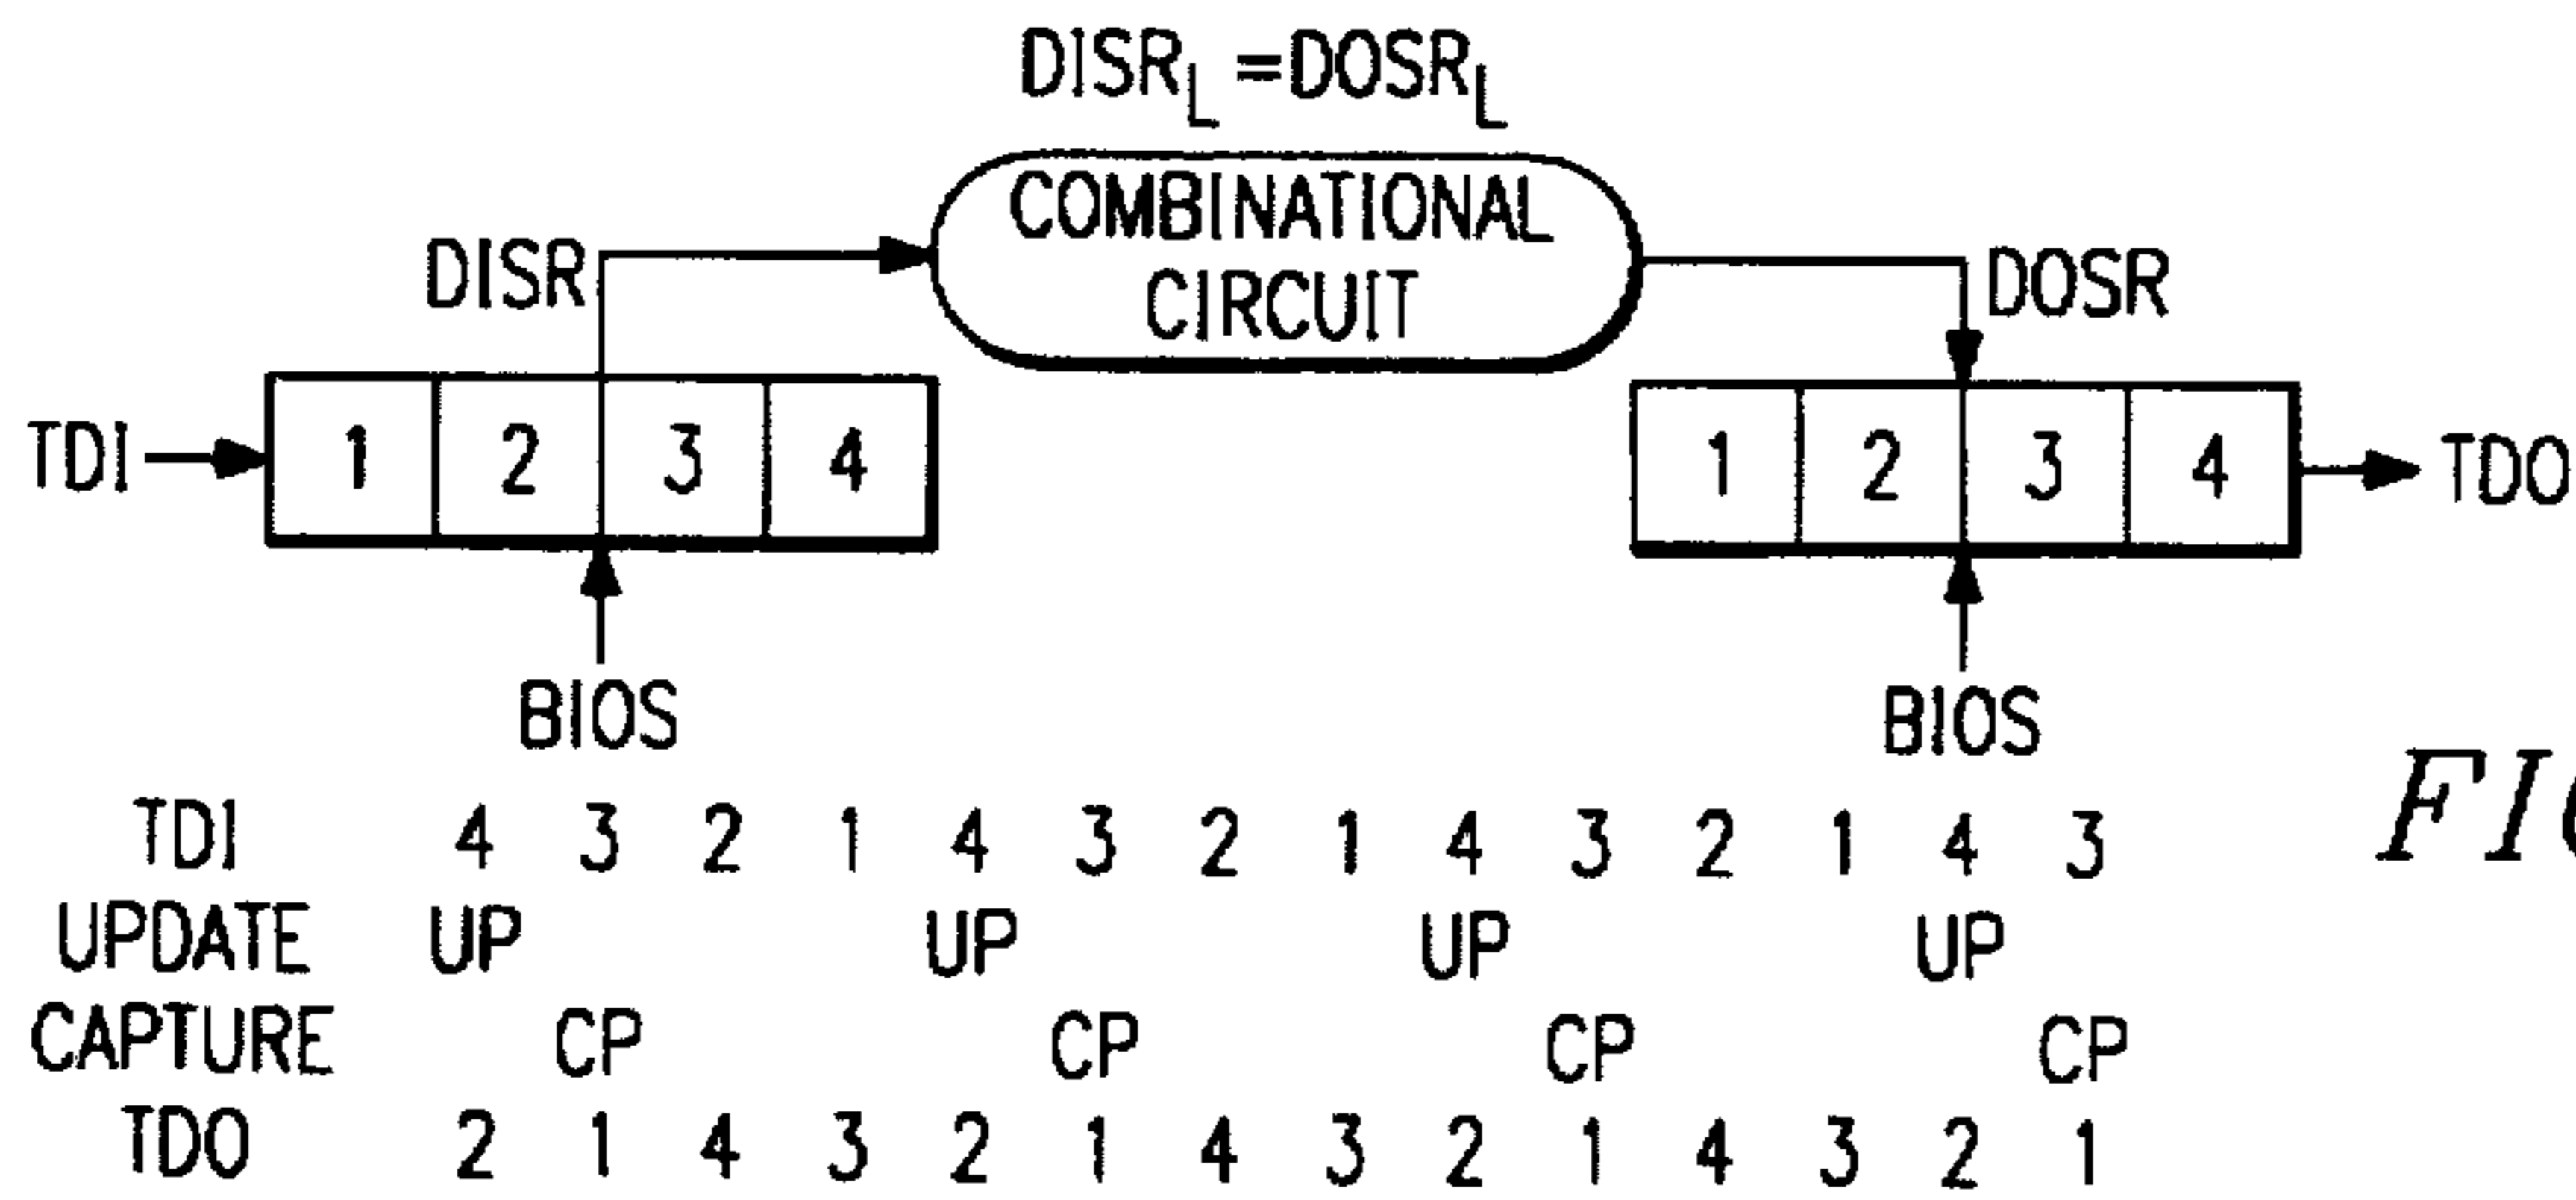 DISRL=DOSRL
COMBINATIONAL
CIRCUIT
DISR
DOSR
TDI 1 2 3 4 1 2 3 4 TDO
BIOS BIOS
TDI 4 3 2 1 4 3 2 1 4 3 2 1 4 3
UPDATE UP UP UP UP
CAPTURE CP CP CP CP
TDO 2 1 4 3 2 1 4 3 2 1 4 3 2 1